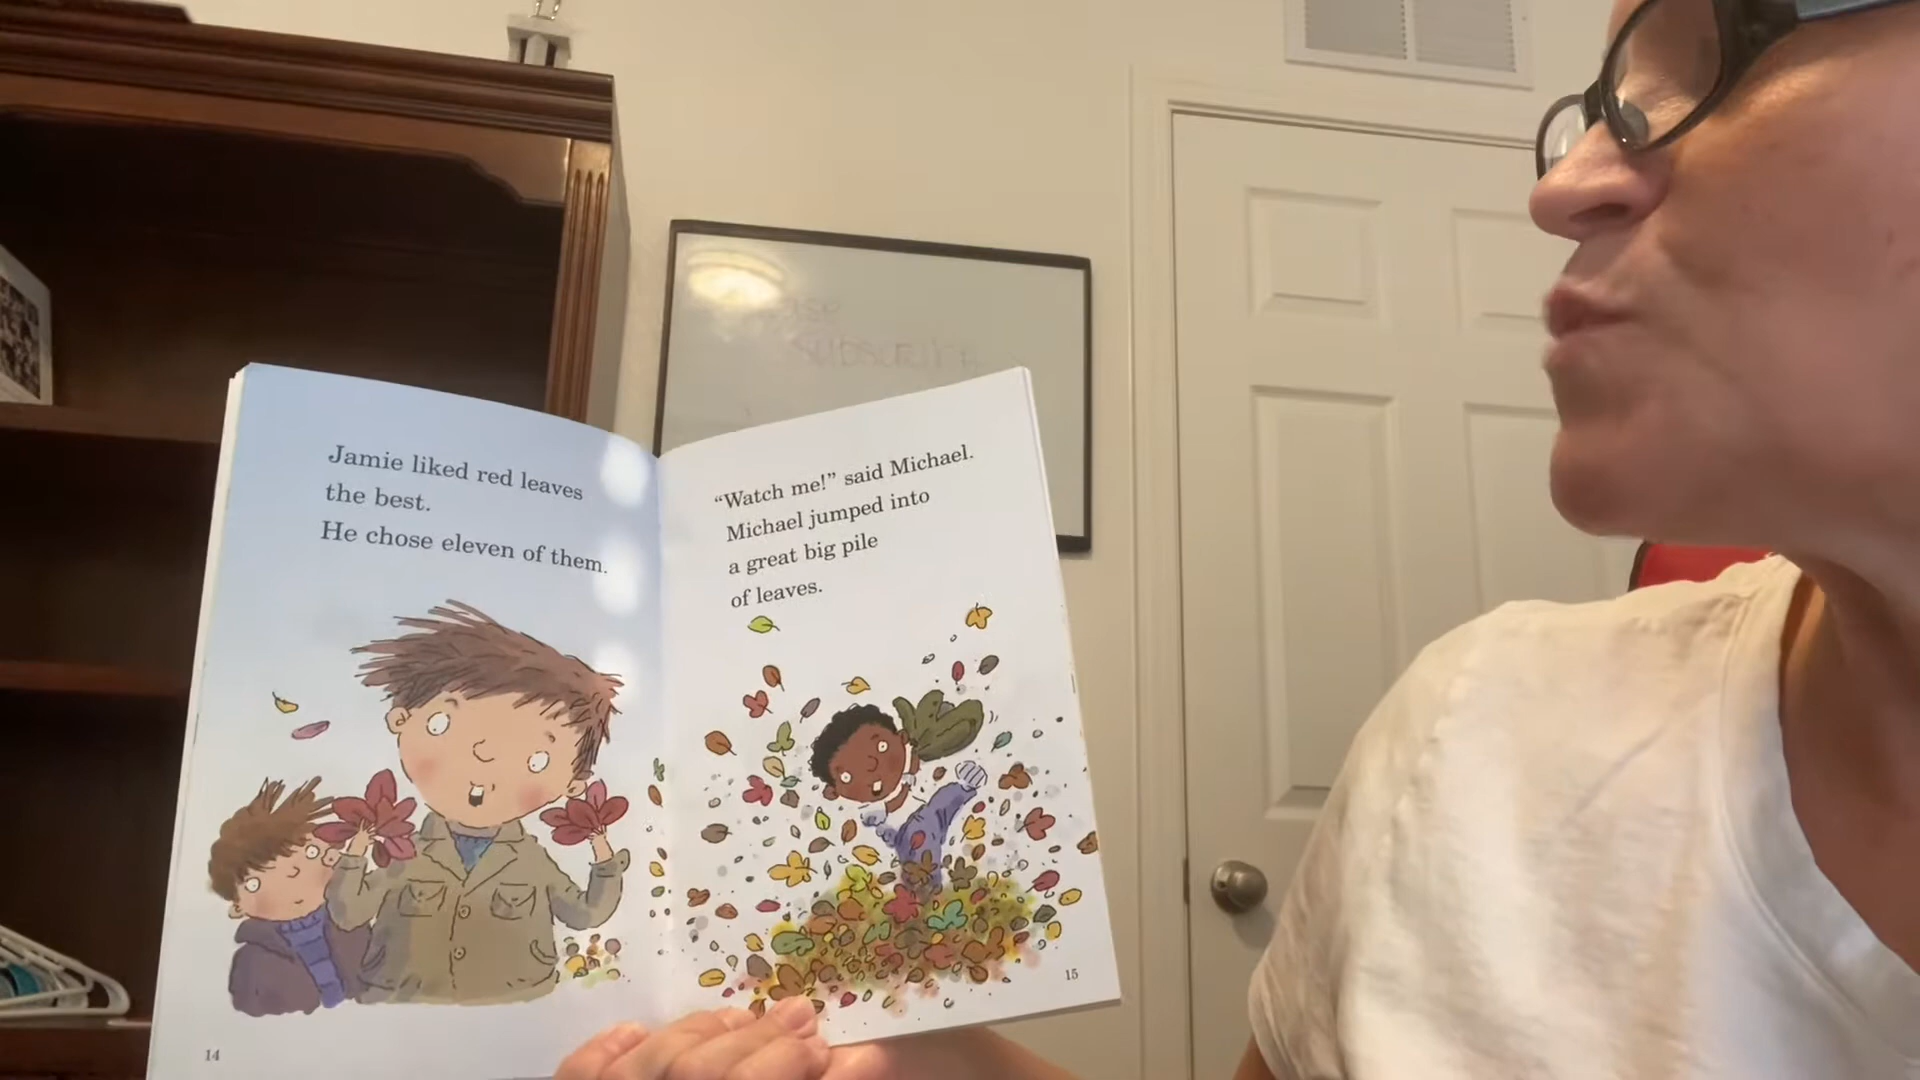 Jamie liked red leaves
the best.
He chose eleven of them.
14
“Watch me!” said Michael.
Michael jumped into
a great big pile
of leaves.
15